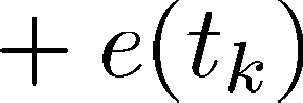 + e(t_k)